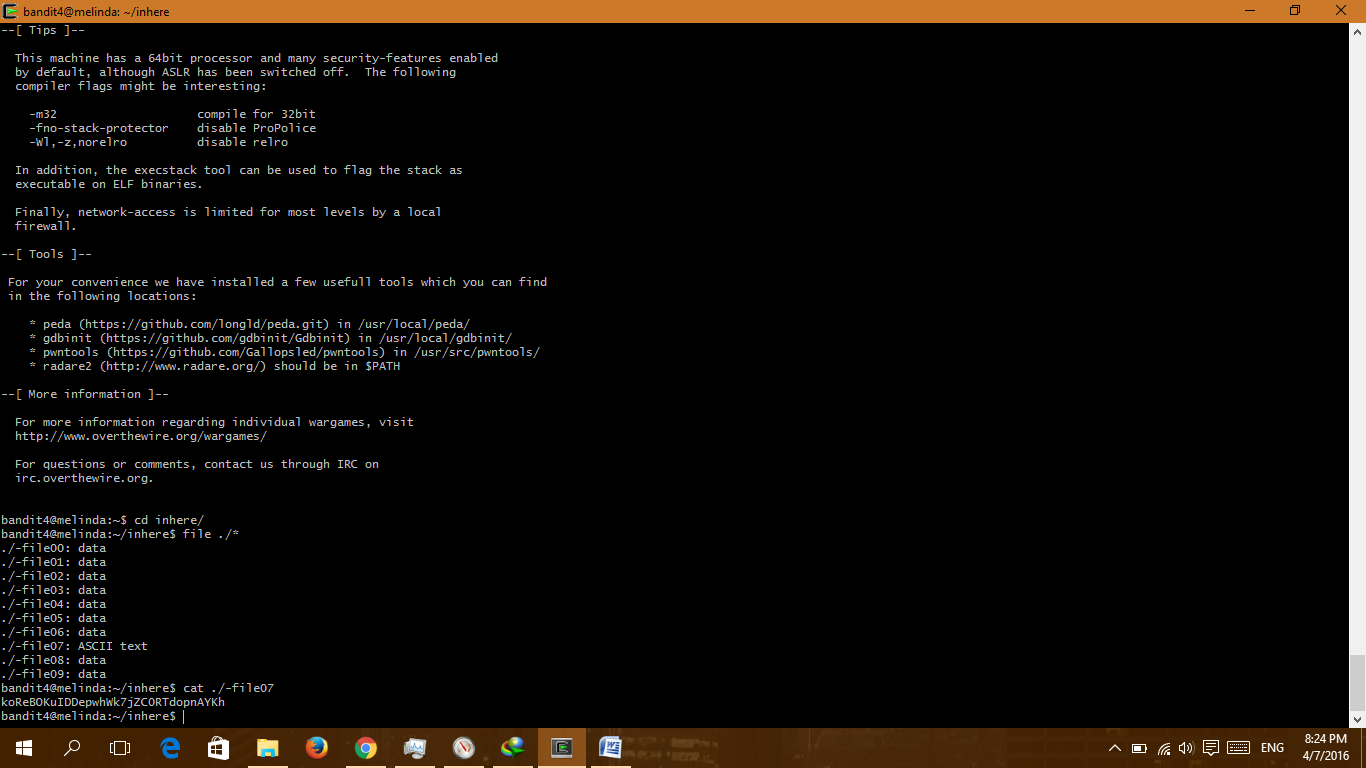 bandit4@melinda: ~/inhere
--[ Tips ]--
This machine has a 64bit processor and many security-features enabled
by default, although ASLR has been switched off.  The following
compiler flags might be interesting:
-m32                    compile for 32bit
-fno-stack-protector    disable ProPolice
-Wl,-z,norelro          disable relro
In addition, the execstack tool can be used to flag the stack as
executable on ELF binaries.
Finally, network-access is limited for most levels by a local
firewall.
--[ Tools ]--
For your convenience we have installed a few usefull tools which you can find
in the following locations:
* peda (https://github.com/longld/peda.git) in /usr/local/peda/
* gdbinit (https://github.com/gdbinit/Gdbinit) in /usr/local/gdbinit/
* pwntools (https://github.com/Gallopsled/pwntools) in /usr/src/pwntools/
* radare2 (http://www.radare.org/) should be in $PATH
--[ More information ]--
For more information regarding individual wargames, visit
http://www.overthewire.org/wargames/
For questions or comments, contact us through IRC on
irc.overthewire.org.
bandit4@melinda:~$ cd inhere/
bandit4@melinda:~/inhere$ file ./*
./-file00: data
./-file01: data
./-file02: data
./-file03: data
./-file04: data
./-file05: data
./-file06: data
./-file07: ASCII text
./-file08: data
./-file09: data
bandit4@melinda:~/inhere$ cat ./-file07
koReBOKuIDDepwhWk7jZC0RTdopnAYKh
bandit4@melinda:~/inhere$
ENG
8:24 PM
4/7/2016